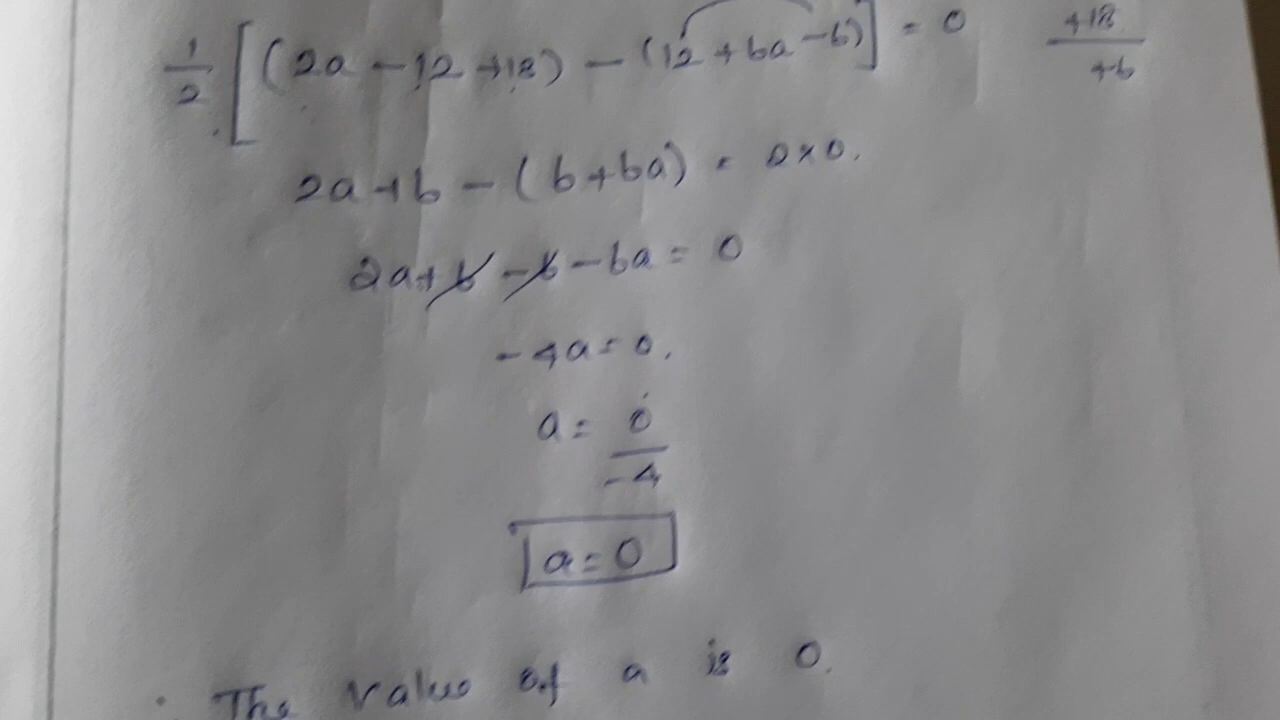 1/2 [(2a - 12 + 18) - (12 + 6a - 6)] = 0
+18
+6
2a + 6 - (6 + 6a) = 2 × 0.
2a + 6 - 6 - 6a = 0
- 4a = 0.
a = 0/-4
a = 0
The value of a is 0.